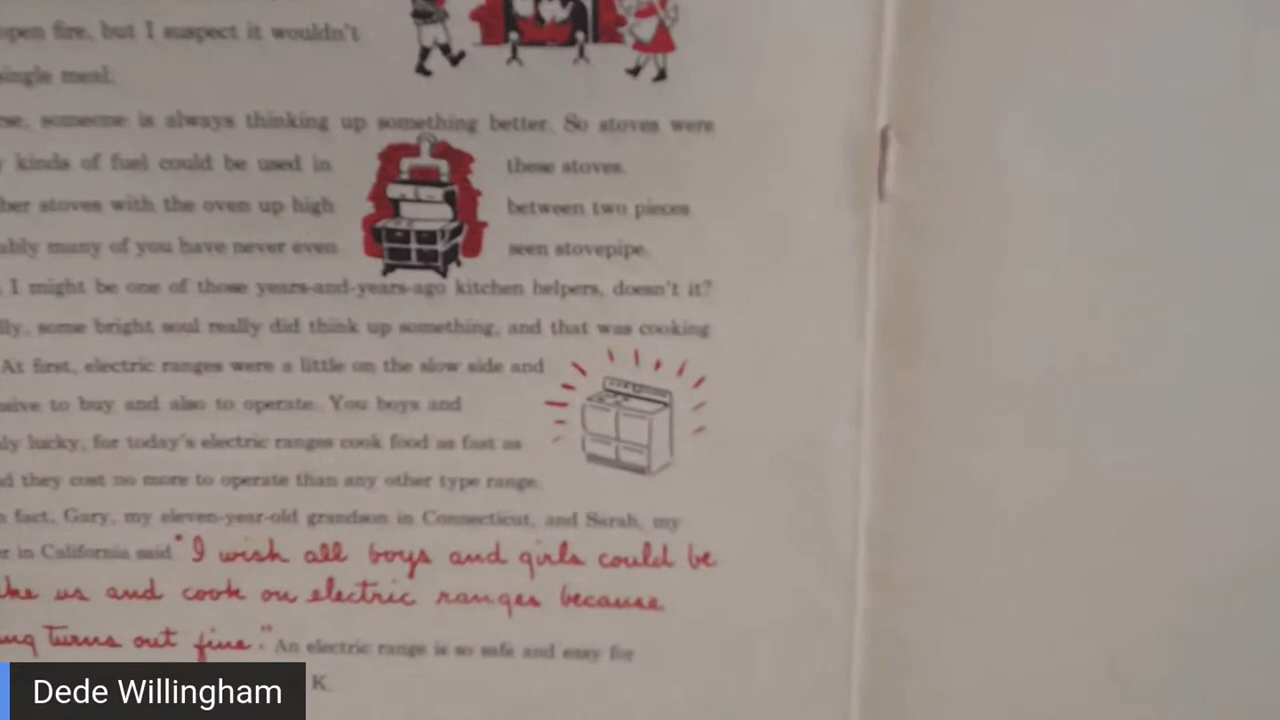 open fire, but I suspect it wouldn't
single meal.
se, someone is always thinking up something better. So stoves were
kinds of fuel could be used in these stoves.
ber stoves with the oven up high between two pieces
ably many of you have never even seen stovepipe.
I might be one of those years-and-years-ago kitchen helpers, doesn't it?
lly, some bright soul really did think up something, and that was cooking
At first, electric ranges were a little on the slow side and
sive to buy and also to operate. You boys and
ly lucky, for today's electric ranges cook food as fast as
d they cost no more to operate than any other type range.
n fact, Gary, my eleven-year-old grandson in Connecticut, and Sarah, my
r in California said "I wish all boys and girls could be
ke us and cook on electric ranges because
ng turns out fine." An electric range is so safe and easy for
K.
Dede Willingham